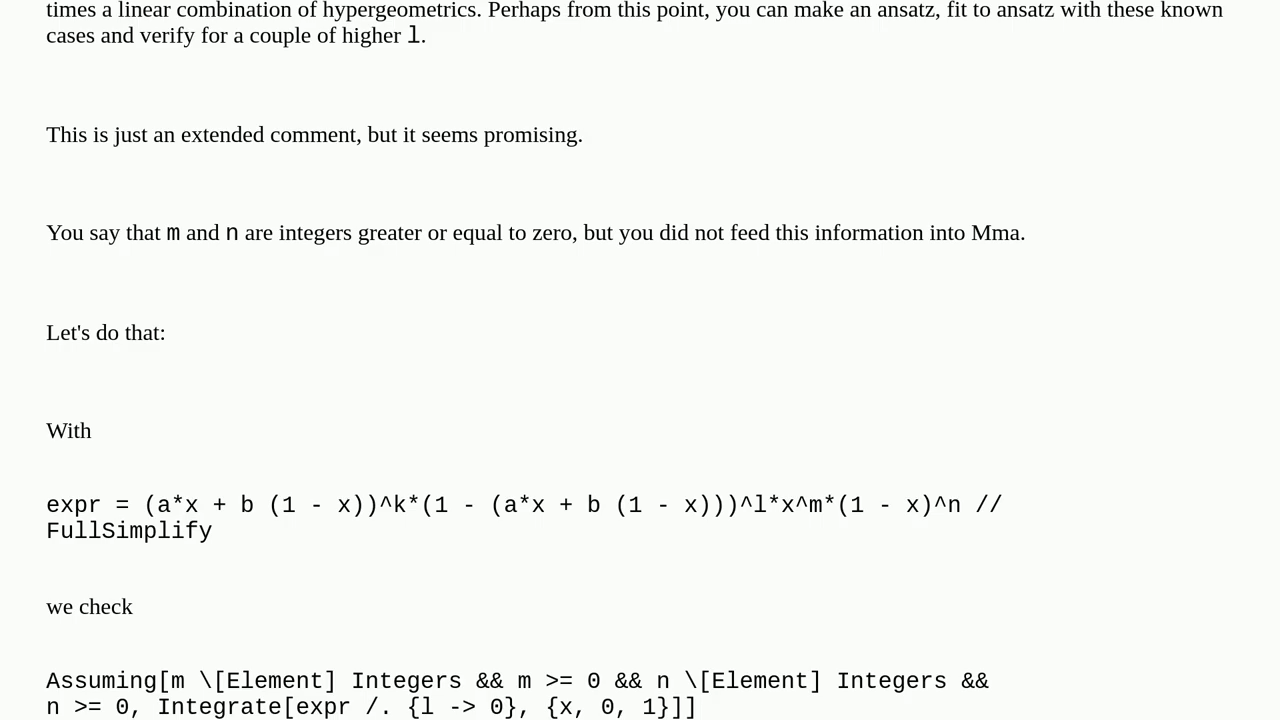 times a linear combination of hypergeometrics. Perhaps from this point, you can make an ansatz, fit to ansatz with these known
cases and verify for a couple of higher l.
This is just an extended comment, but it seems promising.
You say that m and n are integers greater or equal to zero, but you did not feed this information into Mma.
Let's do that:
With
expr = (a*x + b (1 - x))^k*(1 - (a*x + b (1 - x)))^l*x^m*(1 - x)^n //
FullSimplify
we check
Assuming[m \[Element] Integers && m >= 0 && n \[Element] Integers &&
n >= 0, Integrate[expr /. {l -> 0}, {x, 0, 1}]]